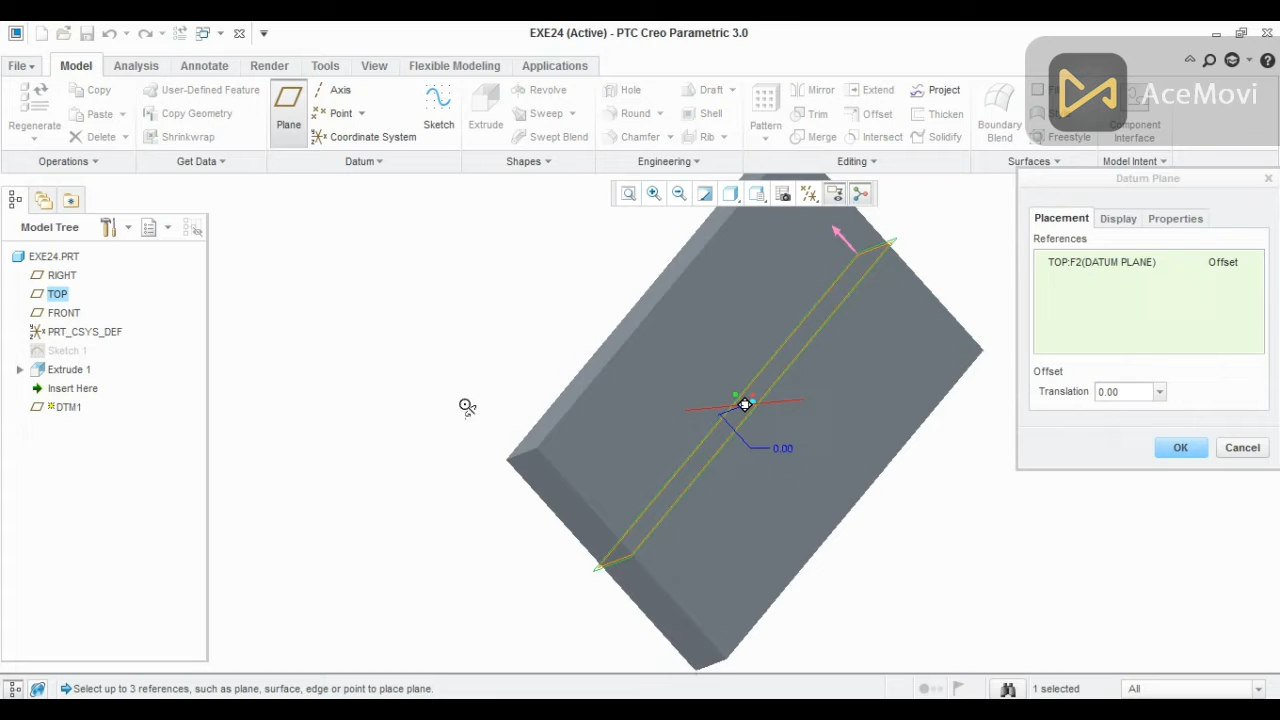 EXE24 (Active) - PTC Creo Parametric 3.0
AceMovi
File Model Analysis Annotate Render Tools View Flexible Modeling Applications
Regenerate
Copy
Paste
Delete
Operations
User-Defined Feature
Copy Geometry
Shrinkwrap
Get Data
Plane
Axis
Point
Coordinate System
Datum
Sketch
Extrude
Revolve
Sweep
Swept Blend
Shapes
Hole
Round
Chamfer
Draft
Shell
Rib
Engineering
Pattern
Mirror
Trim
Merge
Extend
Offset
Intersect
Project
Thicken
Solidify
Editing
Boundary
Blend
Freestyle
Surfaces
Component
Interface
Model Intent
Model Tree
EXE24.PRT
RIGHT
TOP
FRONT
PRT_CSYS_DEF
Sketch 1
Extrude 1
Insert Here
DTM1
0.00
Datum Plane
Placement Display Properties
References
TOP:F2(DATUM PLANE) Offset
Offset
Translation 0.00
OK Cancel
Select up to 3 references, such as plane, surface, edge or point to place plane.
1 selected
All